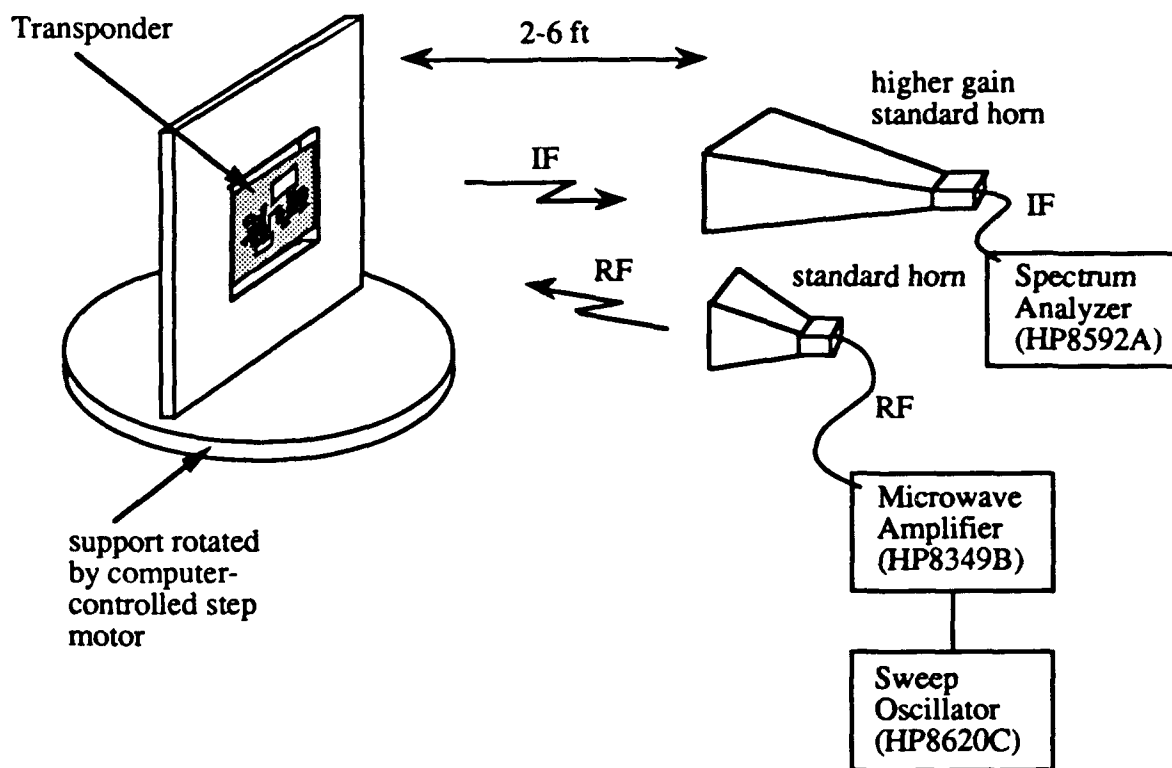 Transponder
2-6 ft
higher gain
standard horn
IF
IF
RF
standard horn
Spectrum
Analyzer
(HP8592A)
RF
Microwave
Amplifier
(HP8349B)
support rotated
by computer-
controlled step
motor
Sweep
Oscillator
(HP8620C)